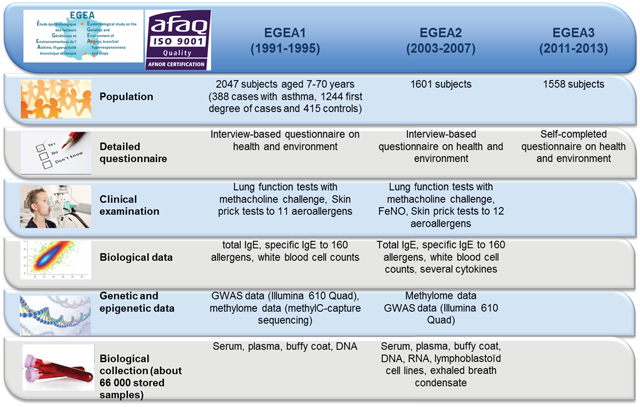 EGEA
Étude épidémiologique
des facteurs
Génétiques et
Environnementaux de l'
Asthme, l'hyperréactivité
bronchique et l'atopie
Epidemiological study on the
Genetics and
Environment of
Asthma, bronchial
hyperresponsiveness
and atopy
afaq
ISO 9001
Quality
AFNOR CERTIFICATION
EGEA1
(1991-1995)
EGEA2
(2003-2007)
EGEA3
(2011-2013)
Population
2047 subjects aged 7-70 years
(388 cases with asthma, 1244 first
degree of cases and 415 controls)
1601 subjects
1558 subjects
Yes
No
Don't know
Detailed
questionnaire
Interview-based questionnaire on
health and environment
Interview-based
questionnaire on health and
environment
Self-completed
questionnaire on health
and environment
Clinical
examination
Lung function tests with
methacholine challenge, Skin
prick tests to 11 aeroallergens
Lung function tests with
methacholine challenge,
FeNO, Skin prick tests to 12
aeroallergens
Biological data
total IgE, specific IgE to 160
allergens, white blood cell counts
Total IgE, specific IgE to 160
allergens, white blood cell
counts, several cytokines
Genetic and
epigenetic data
GWAS data (Illumina 610 Quad),
methylome data (methylC-capture
sequencing)
Methylome data
GWAS data (Illumina 610
Quad)
Biological
collection (about
66 000 stored
samples)
Serum, plasma, buffy coat, DNA
Serum, plasma, buffy coat,
DNA, RNA, lymphoblastoïd
cell lines, exhaled breath
condensate